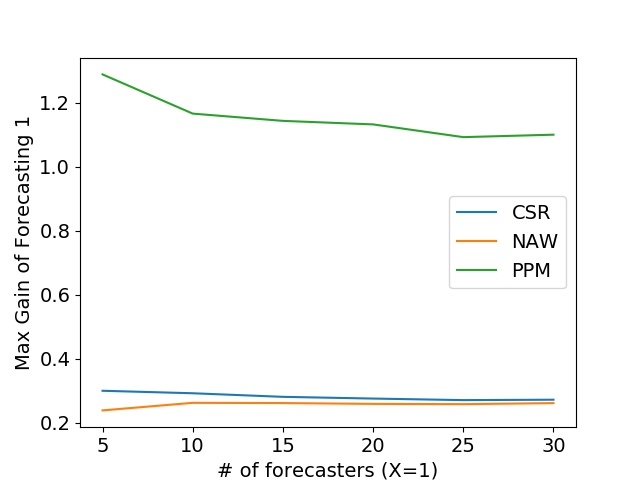 Max Gain of Forecasting 1
1.2
1.0
0.8
0.6
0.4
0.2
CSR
NAW
PPM
5 10 15 20 25 30
# of forecasters (X=1)